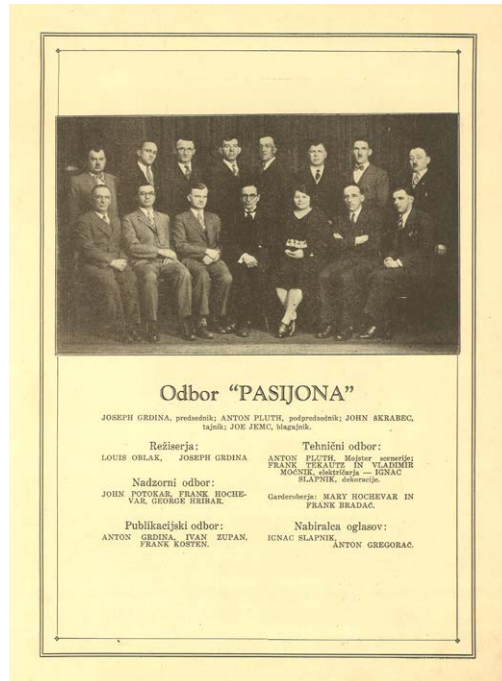 Odbor "PASIJONA"
JOSEPH GRDINA, predsednik; ANTON PLUTH, podpredsednik; JOHN SKRABEC,
tajnik; JOE JEMC, blagajnik.
Režiserja:
LOUIS OBLAK, JOSEPH GRDINA
Nadzorni odbor:
JOHN POTOKAR, FRANK HOCHE-
VAR, GEORGE HRIBAR.
Publikacijski odbor:
ANTON GRDINA, IVAN ZUPAN,
FRANK KOSTEN.
Tehnični odbor:
ANTON PLUTH, Mojster scenerije;
FRANK TEKAUTZ IN VLADIMIR
MOČNIK, električarja — IGNAC
SLAPNIK, dekoracije.
Garderoberja: MARY HOCHEVAR IN
FRANK BRADAČ.
Nabiralca oglasov:
IGNAC SLAPNIK,
ANTON GREGORAČ.